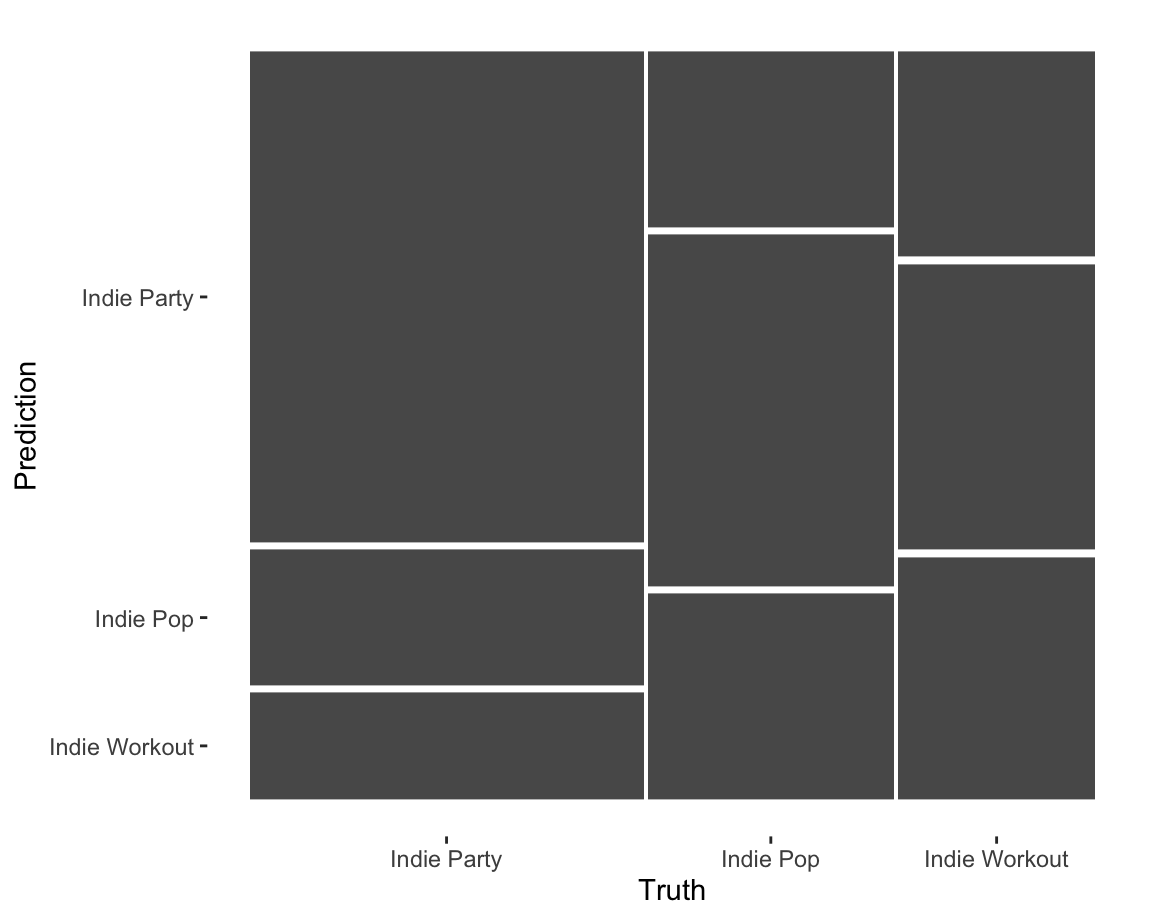 Prediction
Indie Party
Indie Pop
Indie Workout
Indie Party
Indie Pop
Indie Workout
Truth